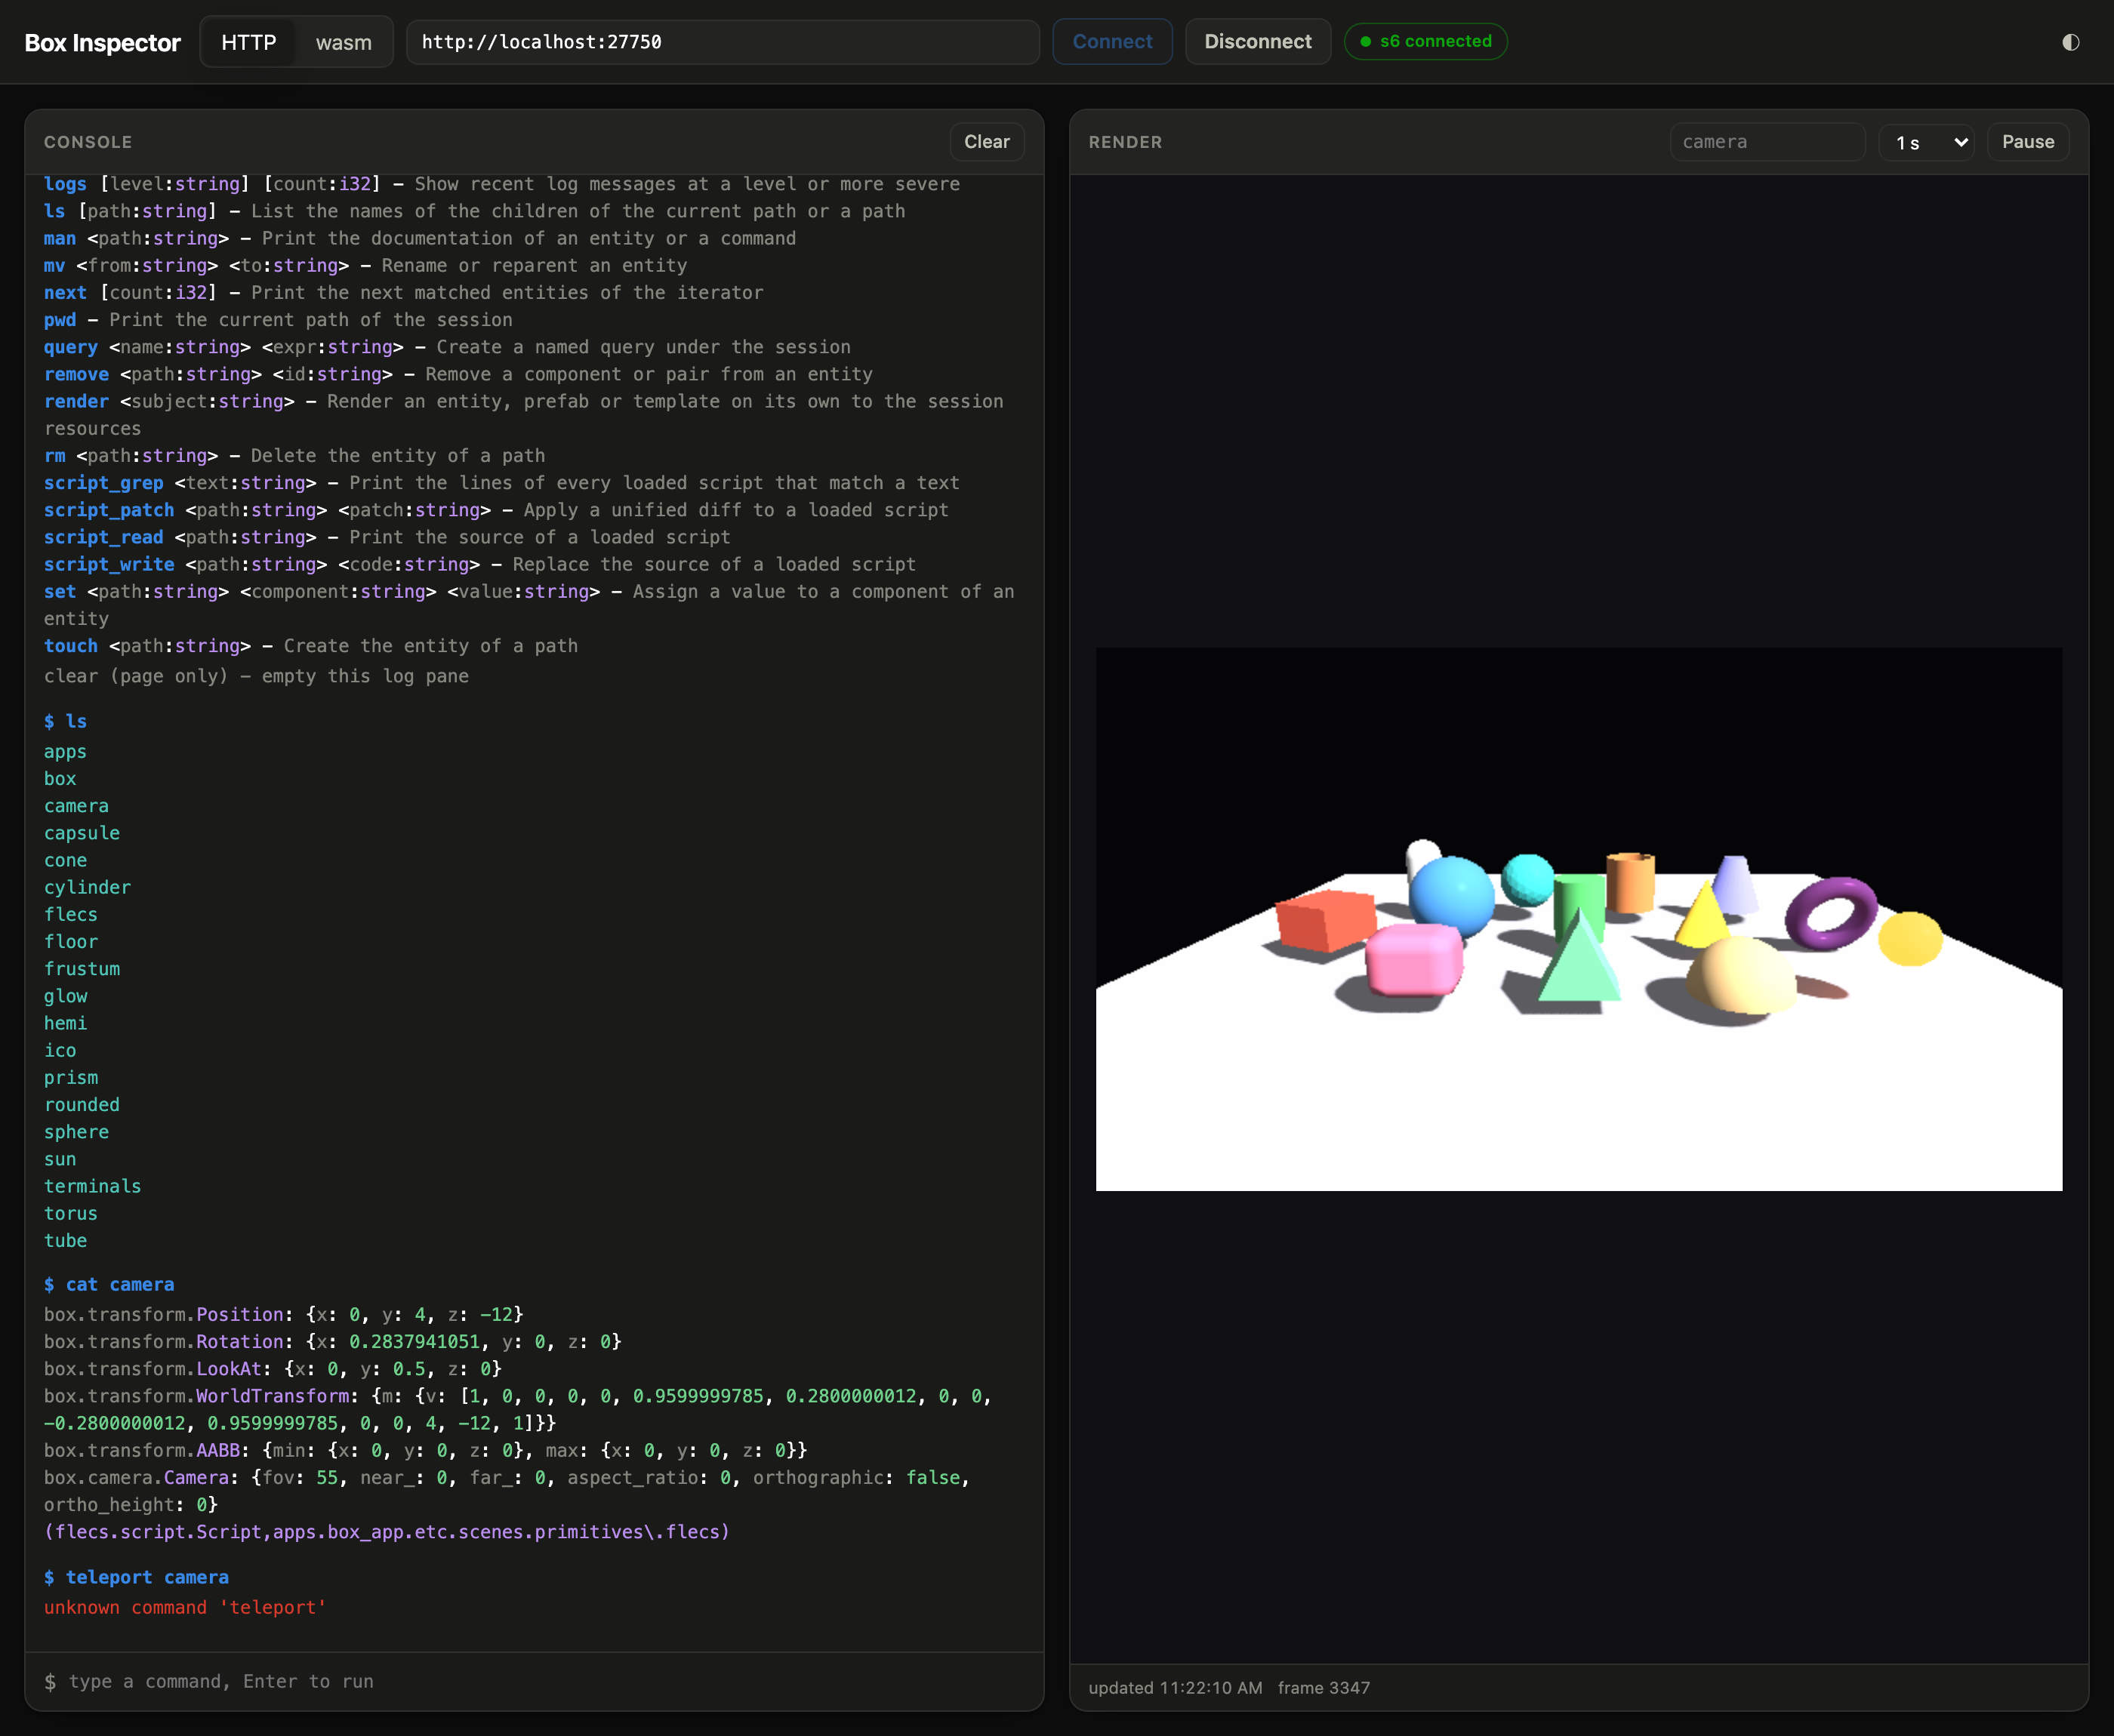 Box Inspector HTTP wasm http://localhost:27750 Connect Disconnect s6 connected
CONSOLE Clear
logs [level:string] [count:i32] – Show recent log messages at a level or more severe
ls [path:string] – List the names of the children of the current path or a path
man <path:string> – Print the documentation of an entity or a command
mv <from:string> <to:string> – Rename or reparent an entity
next [count:i32] – Print the next matched entities of the iterator
pwd – Print the current path of the session
query <name:string> <expr:string> – Create a named query under the session
remove <path:string> <id:string> – Remove a component or pair from an entity
render <subject:string> – Render an entity, prefab or template on its own to the session
resources
rm <path:string> – Delete the entity of a path
script_grep <text:string> – Print the lines of every loaded script that match a text
script_patch <path:string> <patch:string> – Apply a unified diff to a loaded script
script_read <path:string> – Print the source of a loaded script
script_write <path:string> <code:string> – Replace the source of a loaded script
set <path:string> <component:string> <value:string> – Assign a value to a component of an
entity
touch <path:string> – Create the entity of a path
clear (page only) – empty this log pane
$ ls
apps
box
camera
capsule
cone
cylinder
flecs
floor
frustum
glow
hemi
ico
prism
rounded
sphere
sun
terminals
torus
tube
$ cat camera
box.transform.Position: {x: 0, y: 4, z: -12}
box.transform.Rotation: {x: 0.2837941051, y: 0, z: 0}
box.transform.LookAt: {x: 0, y: 0.5, z: 0}
box.transform.WorldTransform: {m: {v: [1, 0, 0, 0, 0, 0.9599999785, 0.2800000012, 0, 0,
-0.2800000012, 0.9599999785, 0, 0, 4, -12, 1]}}
box.transform.AABB: {min: {x: 0, y: 0, z: 0}, max: {x: 0, y: 0, z: 0}}
box.camera.Camera: {fov: 55, near_: 0, far_: 0, aspect_ratio: 0, orthographic: false,
ortho_height: 0}
(flecs.script.Script,apps.box_app.etc.scenes.primitives\.flecs)
$ teleport camera
unknown command 'teleport'
$ type a command, Enter to run
RENDER camera 1 s Pause
updated 11:22:10 AM frame 3347